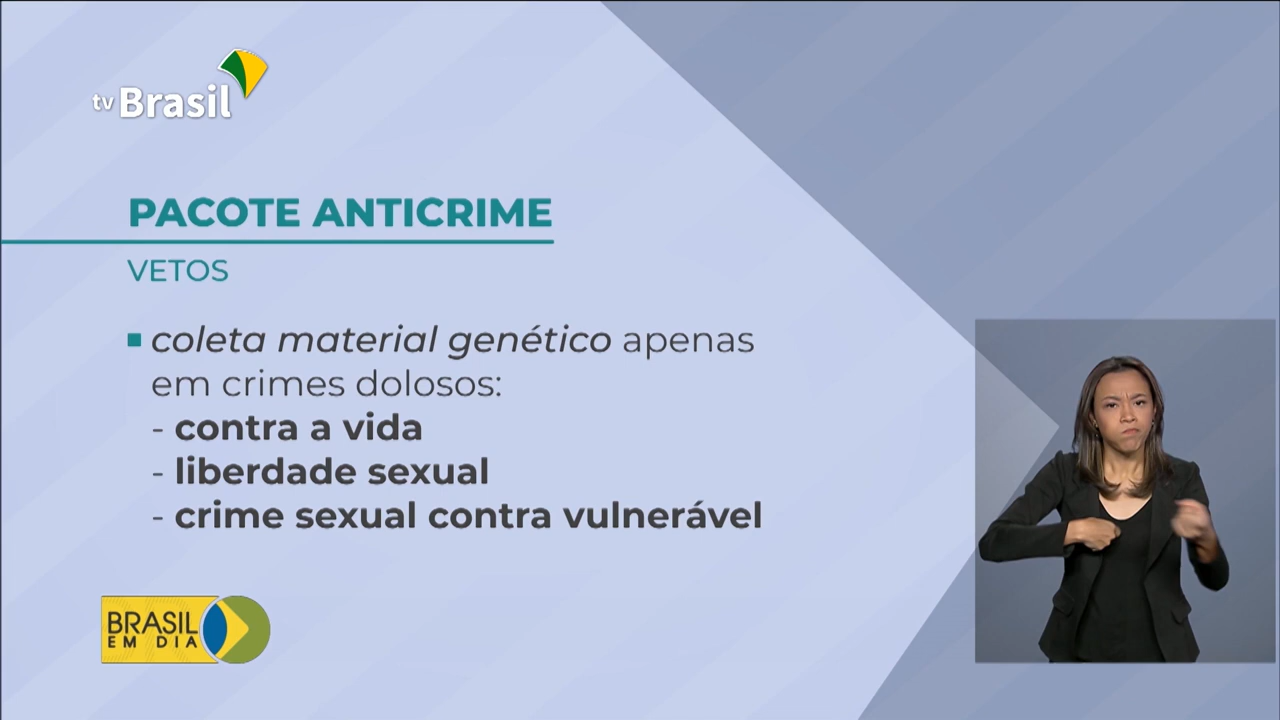 tv Brasil
PACOTE ANTICRIME
VETOS
coleta material genético apenas
em crimes dolosos:
- contra a vida
- liberdade sexual
- crime sexual contra vulnerável
BRASIL
EM DIA